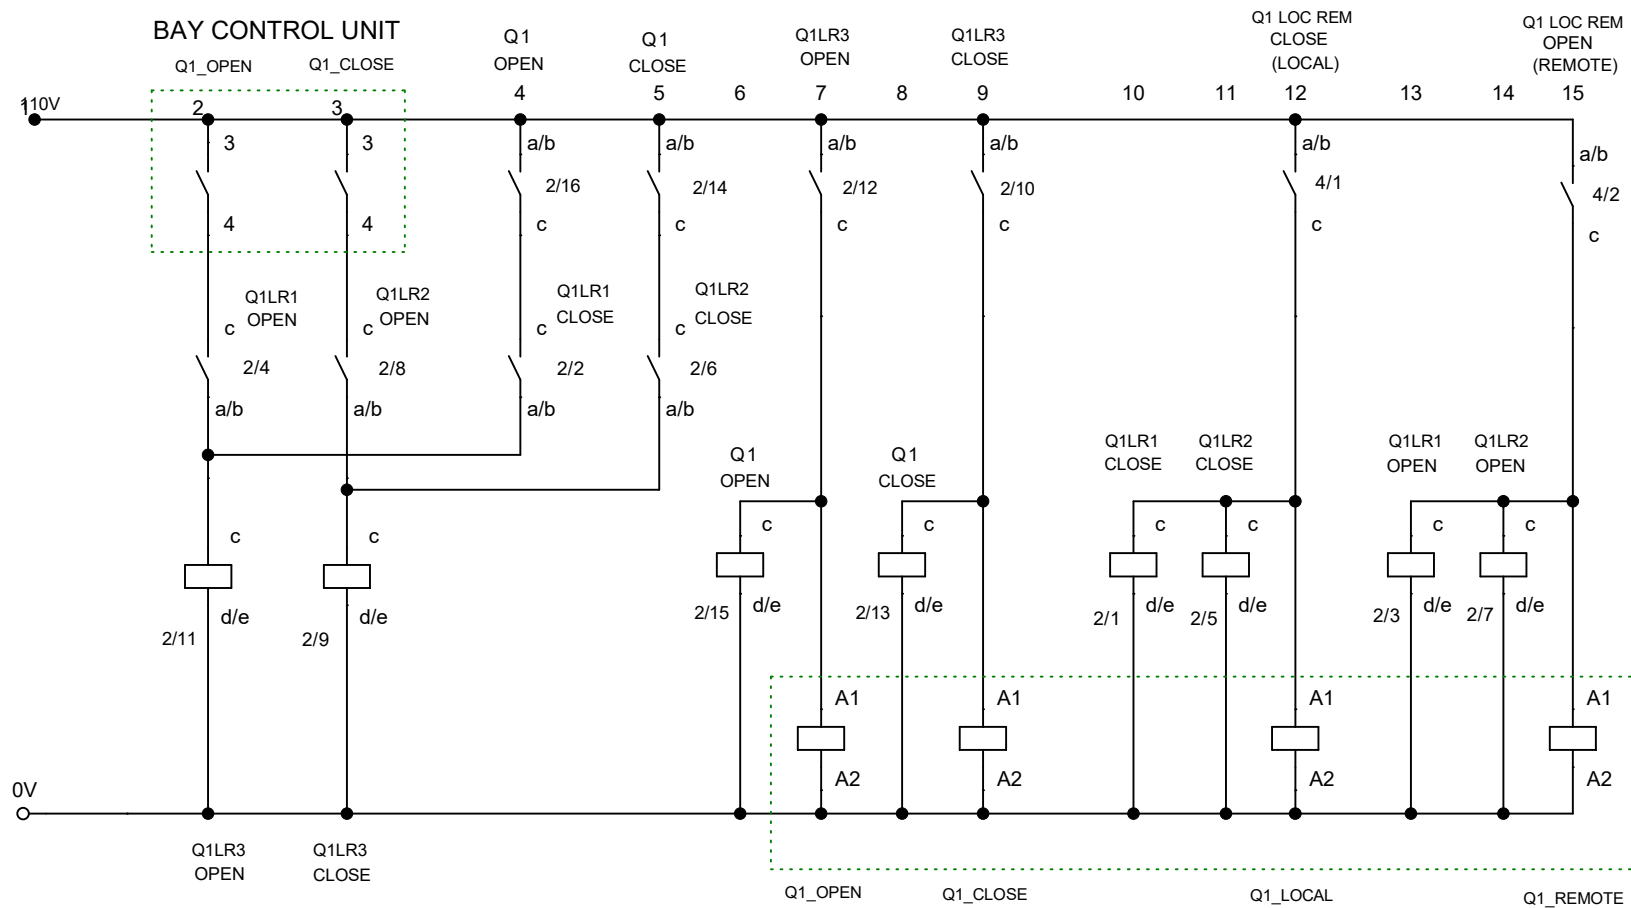 BAY CONTROL UNIT
Q1_OPEN
Q1_CLOSE
Q1
OPEN
Q1
CLOSE
Q1LR3
OPEN
Q1LR3
CLOSE
Q1 LOC REM
CLOSE
(LOCAL)
Q1 LOC REM
OPEN
(REMOTE)
1
110V
2
3
4
5
6
7
8
9
10
11
12
13
14
15
3
3
a/b
a/b
a/b
a/b
a/b
a/b
2/16
2/14
2/12
2/10
4/1
4/2
4
4
c
c
c
c
c
c
Q1LR1
OPEN
Q1LR2
OPEN
Q1LR1
CLOSE
Q1LR2
CLOSE
c
c
c
c
2/4
2/8
2/2
2/6
a/b
a/b
a/b
a/b
Q1
OPEN
Q1
CLOSE
Q1LR1
CLOSE
Q1LR2
CLOSE
Q1LR1
OPEN
Q1LR2
OPEN
c
c
c
c
c
c
c
c
d/e
d/e
d/e
d/e
d/e
d/e
d/e
d/e
2/11
2/9
2/15
2/13
2/1
2/5
2/3
2/7
A1
A1
A1
A1
A2
A2
A2
A2
0V
Q1LR3
OPEN
Q1LR3
CLOSE
Q1_OPEN
Q1_CLOSE
Q1_LOCAL
Q1_REMOTE